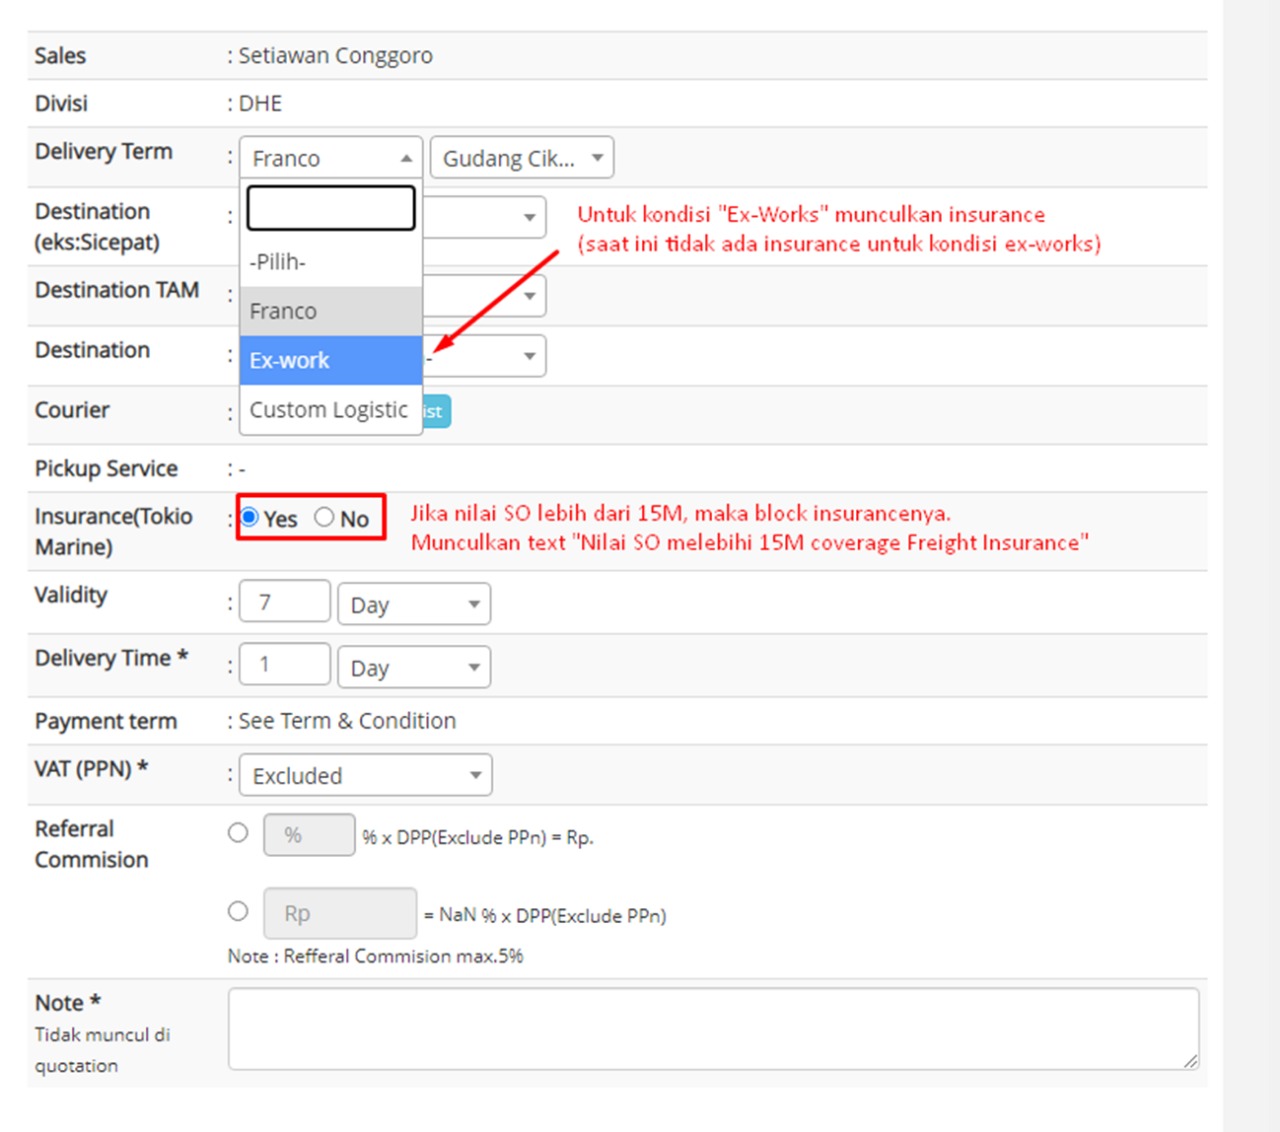 Sales : Setiawan Conggoro
Divisi : DHE
Delivery Term : Franco Gudang Cik...
Destination
(eks:Sicepat) :
Untuk kondisi "Ex-Works" munculkan insurance
(saat ini tidak ada insurance untuk kondisi ex-works)
-Pilih-
Destination TAM :
Franco
Destination : -
Ex-work
Courier : ist
Custom Logistic
Pickup Service : -
Insurance(Tokio
Marine) : Yes No
Jika nilai SO lebih dari 15M, maka block insurancenya.
Munculkan text "Nilai SO melebihi 15M coverage Freight Insurance"
Validity : 7 Day
Delivery Time * : 1 Day
Payment term : See Term & Condition
VAT (PPN) * : Excluded
Referral
Commision
% % x DPP(Exclude PPn) = Rp.
Rp = NaN % x DPP(Exclude PPn)
Note : Refferal Commision max.5%
Note *
Tidak muncul di
quotation